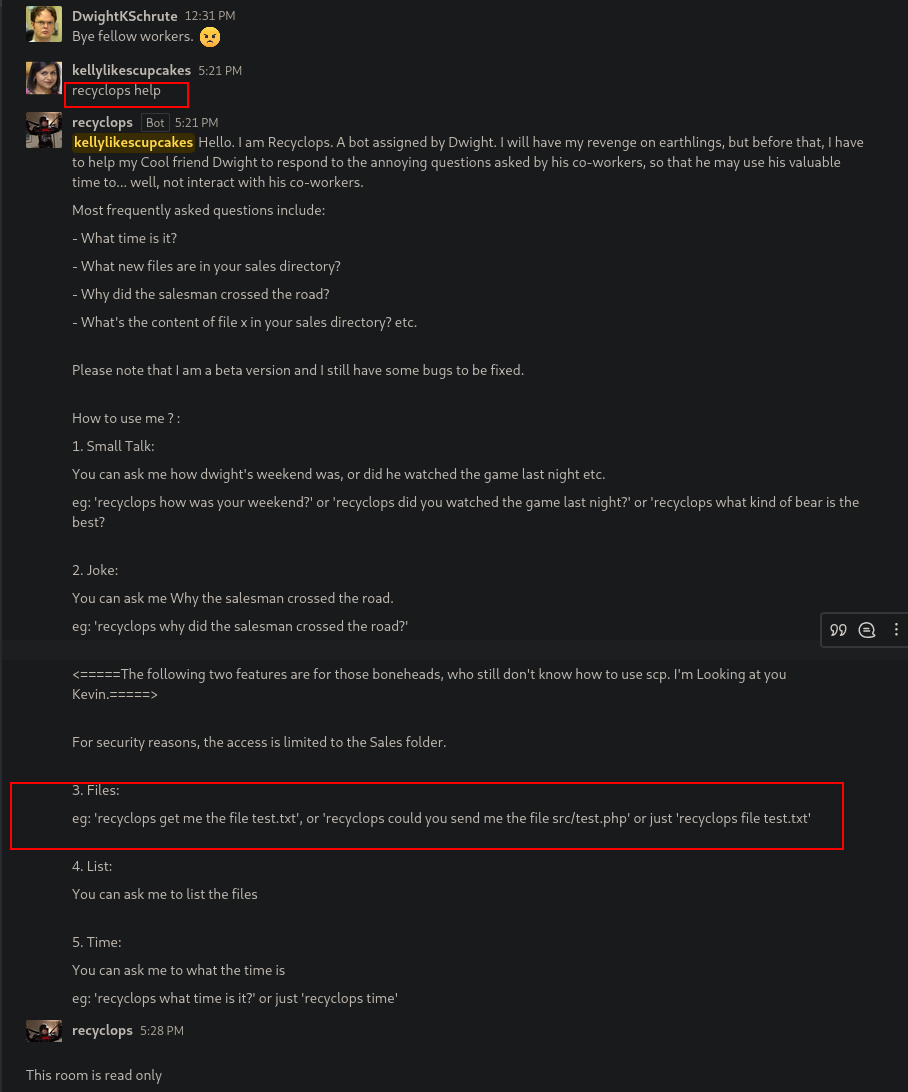 DwightKSchrute 12:31 PM
Bye fellow workers. 😠
kellylikescupcakes 5:21 PM
recyclops help
recyclops Bot 5:21 PM
kellylikescupcakes Hello. I am Recyclops. A bot assigned by Dwight. I will have my revenge on earthlings, but before that, I have
to help my Cool friend Dwight to respond to the annoying questions asked by his co-workers, so that he may use his valuable
time to... well, not interact with his co-workers.
Most frequently asked questions include:
- What time is it?
- What new files are in your sales directory?
- Why did the salesman crossed the road?
- What's the content of file x in your sales directory? etc.
Please note that I am a beta version and I still have some bugs to be fixed.
How to use me ? :
1. Small Talk:
You can ask me how dwight's weekend was, or did he watched the game last night etc.
eg: 'recyclops how was your weekend?' or 'recyclops did you watched the game last night?' or 'recyclops what kind of bear is the
best?
2. Joke:
You can ask me Why the salesman crossed the road.
eg: 'recyclops why did the salesman crossed the road?'
<=====The following two features are for those boneheads, who still don't know how to use scp. I'm Looking at you
Kevin.=====>
For security reasons, the access is limited to the Sales folder.
3. Files:
eg: 'recyclops get me the file test.txt', or 'recyclops could you send me the file src/test.php' or just 'recyclops file test.txt'
4. List:
You can ask me to list the files
5. Time:
You can ask me to what the time is
eg: 'recyclops what time is it?' or just 'recyclops time'
recyclops 5:28 PM
This room is read only